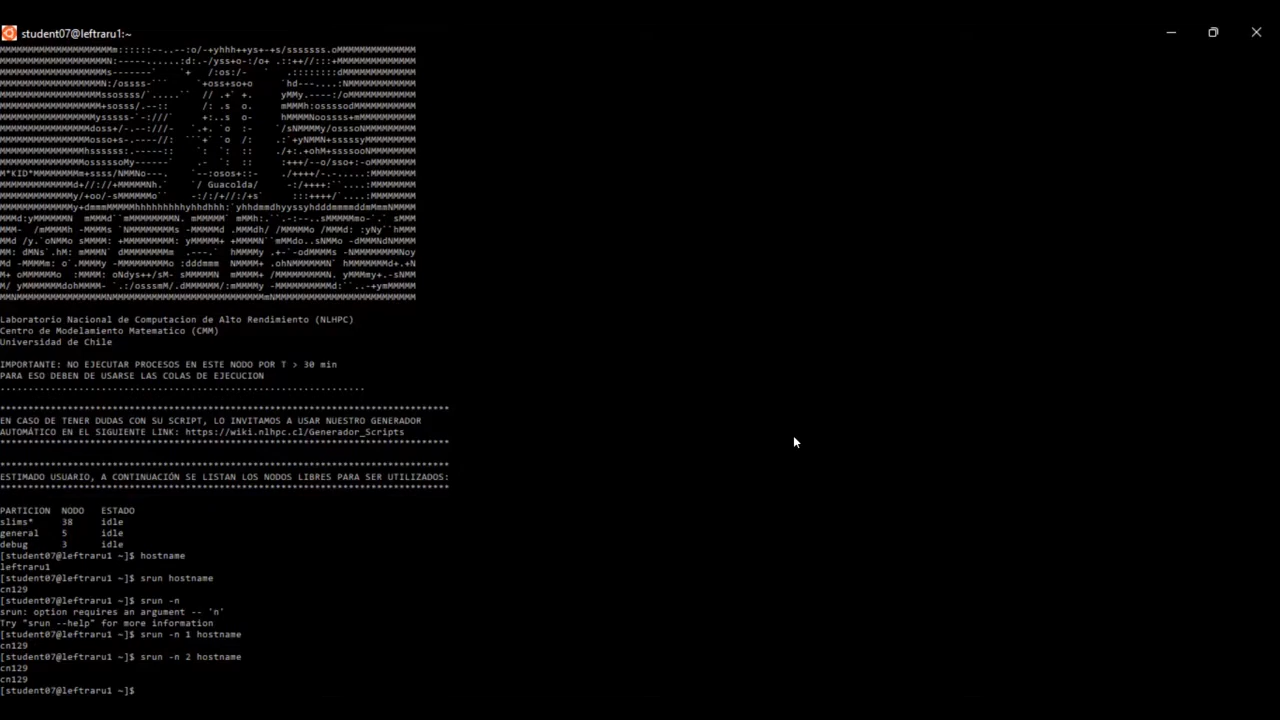 student07@leftraru1:~
M*KID*
/ Guacolda/
Laboratorio Nacional de Computacion de Alto Rendimiento (NLHPC)
Centro de Modelamiento Matematico (CMM)
Universidad de Chile
IMPORTANTE: NO EJECUTAR PROCESOS EN ESTE NODO POR T > 30 min
PARA ESO DEBEN DE USARSE LAS COLAS DE EJECUCION
EN CASO DE TENER DUDAS CON SU SCRIPT, LO INVITAMOS A USAR NUESTRO GENERADOR
AUTOMÁTICO EN EL SIGUIENTE LINK: https://wiki.nlhpc.cl/Generador_Scripts
ESTIMADO USUARIO, A CONTINUACIÓN SE LISTAN LOS NODOS LIBRES PARA SER UTILIZADOS:
PARTICION NODO ESTADO
slims* 38 idle
general 5 idle
debug 3 idle
[student07@leftraru1 ~]$ hostname
leftraru1
[student07@leftraru1 ~]$ srun hostname
cn129
[student07@leftraru1 ~]$ srun -n
srun: option requires an argument -- 'n'
Try "srun --help" for more information
[student07@leftraru1 ~]$ srun -n 1 hostname
cn129
[student07@leftraru1 ~]$ srun -n 2 hostname
cn129
cn129
[student07@leftraru1 ~]$